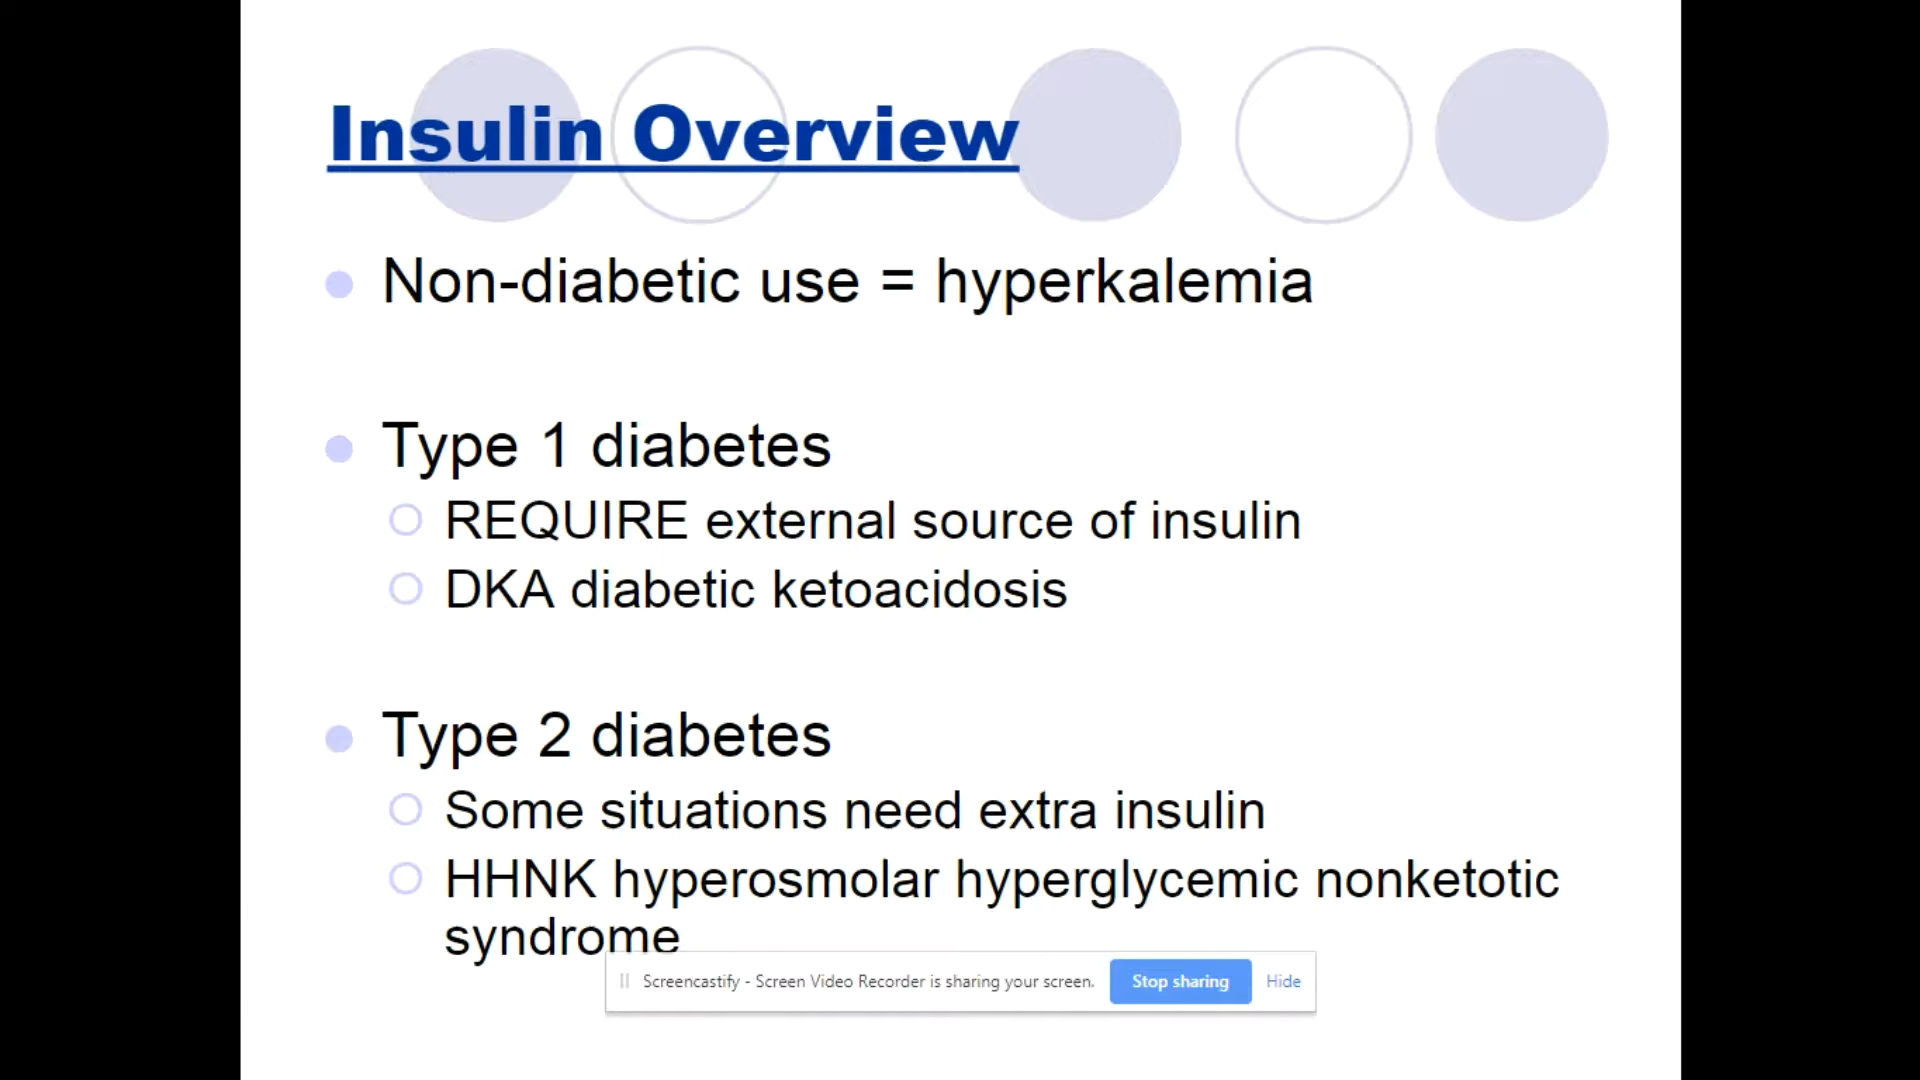 Insulin Overview
Non-diabetic use = hyperkalemia
Type 1 diabetes
REQUIRE external source of insulin
DKA diabetic ketoacidosis
Type 2 diabetes
Some situations need extra insulin
HHNK hyperosmolar hyperglycemic nonketotic
syndrome
Screencastify - Screen Video Recorder is sharing your screen. Stop sharing Hide